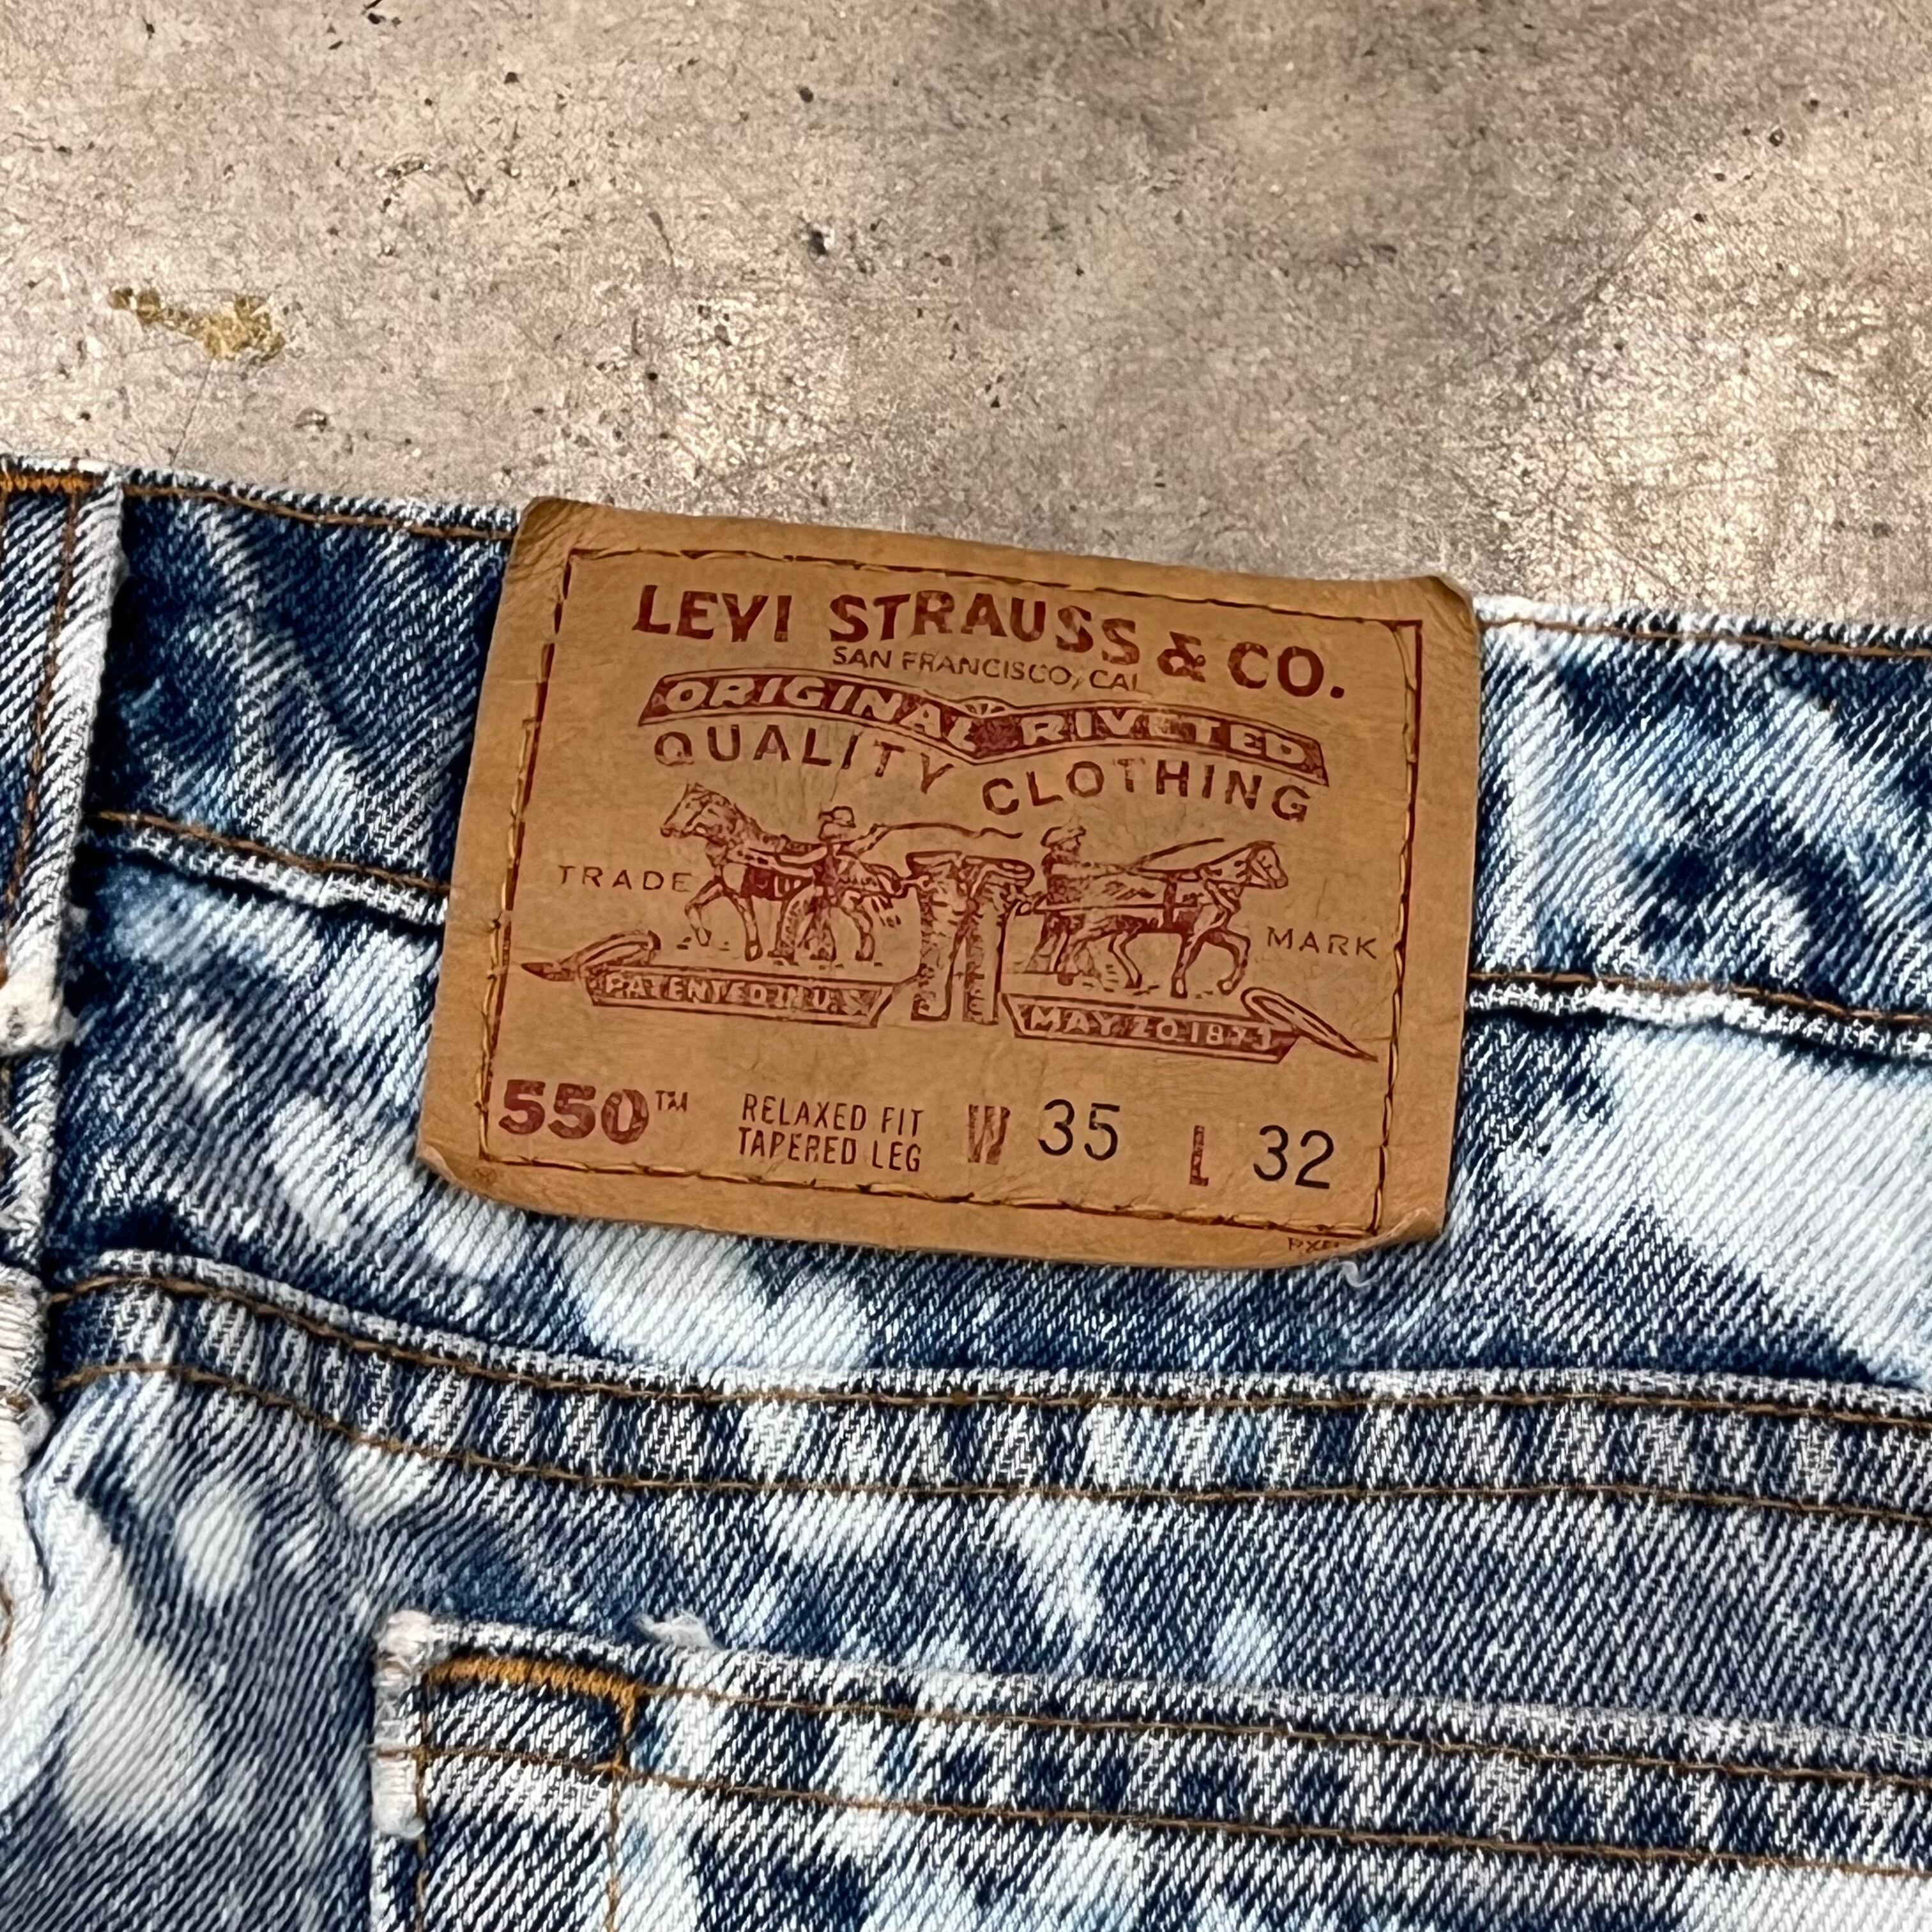 LEVI STRAUSS & CO.
SAN FRANCISCO, CAL
ORIGINAL RIVETED
QUALITY CLOTHING
TRADE MARK
PATENTED IN U.S.
MAY 20 1873
550™ RELAXED FIT W 35 L 32
TAPERED LEG